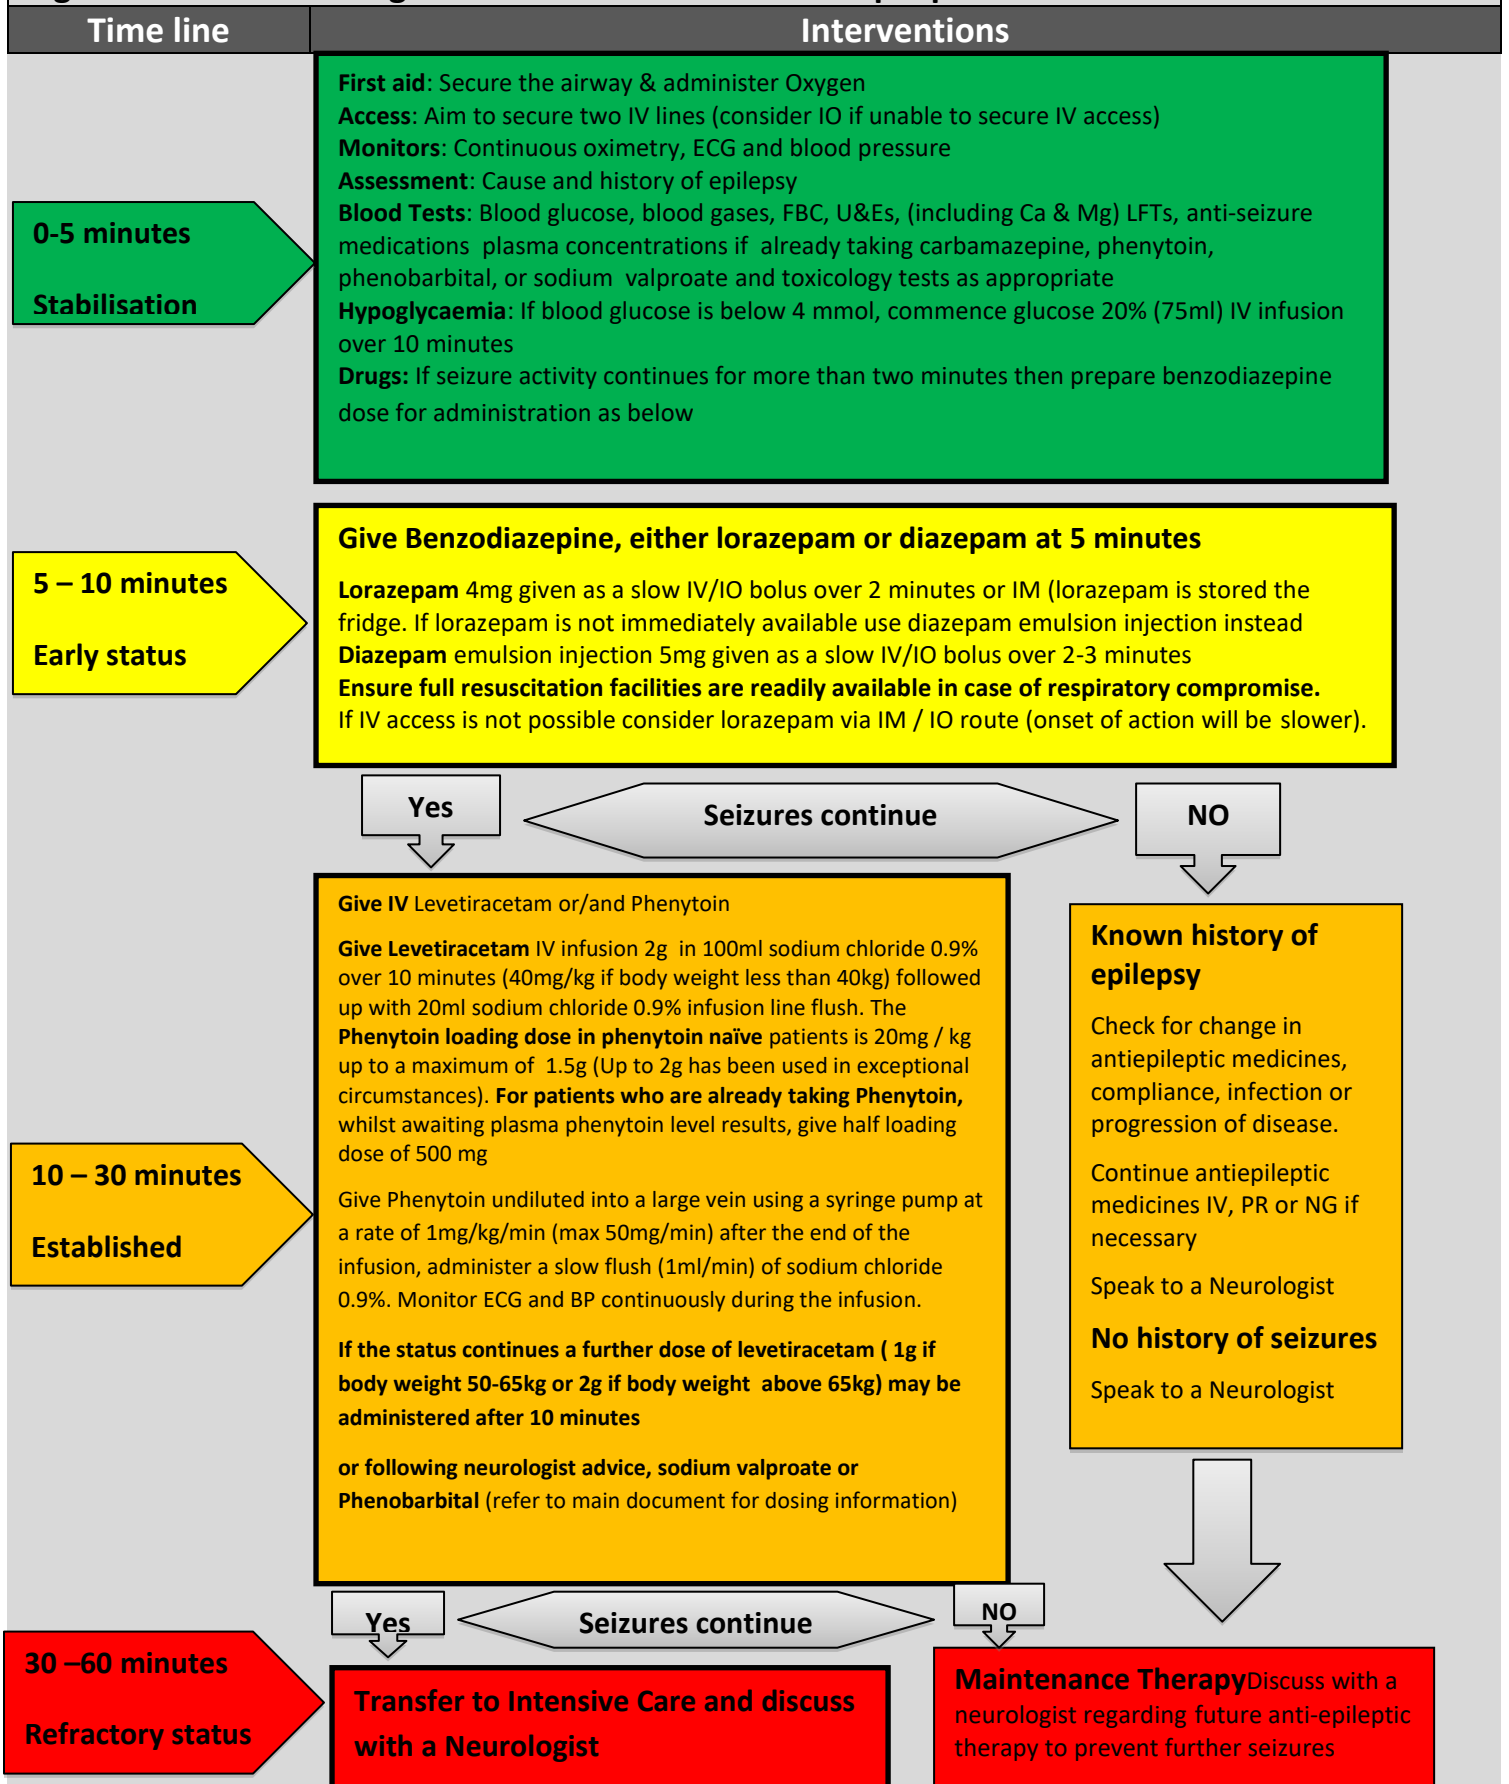 Time line
Interventions
First aid: Secure the airway & administer Oxygen
Access: Aim to secure two IV lines (consider IO if unable to secure IV access)
Monitors: Continuous oximetry, ECG and blood pressure
Assessment: Cause and history of epilepsy
Blood Tests: Blood glucose, blood gases, FBC, U&Es, (including Ca & Mg) LFTs, anti-seizure
medications plasma concentrations if already taking carbamazepine, phenytoin,
phenobarbital, or sodium valproate and toxicology tests as appropriate
Hypoglycaemia: If blood glucose is below 4 mmol, commence glucose 20% (75ml) IV infusion
over 10 minutes
Drugs: If seizure activity continues for more than two minutes then prepare benzodiazepine
dose for administration as below
0-5 minutes
Stabilisation
Give Benzodiazepine, either lorazepam or diazepam at 5 minutes
Lorazepam 4mg given as a slow IV/IO bolus over 2 minutes or IM (lorazepam is stored the
fridge. If lorazepam is not immediately available use diazepam emulsion injection instead
Diazepam emulsion injection 5mg given as a slow IV/IO bolus over 2-3 minutes
Ensure full resuscitation facilities are readily available in case of respiratory compromise.
If IV access is not possible consider lorazepam via IM / IO route (onset of action will be slower).
5 – 10 minutes
Early status
Yes
Seizures continue
NO
Give IV Levetiracetam or/and Phenytoin
Give Levetiracetam IV infusion 2g in 100ml sodium chloride 0.9%
over 10 minutes (40mg/kg if body weight less than 40kg) followed
up with 20ml sodium chloride 0.9% infusion line flush. The
Phenytoin loading dose in phenytoin naïve patients is 20mg / kg
up to a maximum of 1.5g (Up to 2g has been used in exceptional
circumstances). For patients who are already taking Phenytoin,
whilst awaiting plasma phenytoin level results, give half loading
dose of 500 mg
Give Phenytoin undiluted into a large vein using a syringe pump at
a rate of 1mg/kg/min (max 50mg/min) after the end of the
infusion, administer a slow flush (1ml/min) of sodium chloride
0.9%. Monitor ECG and BP continuously during the infusion.
If the status continues a further dose of levetiracetam ( 1g if
body weight 50-65kg or 2g if body weight above 65kg) may be
administered after 10 minutes
or following neurologist advice, sodium valproate or
Phenobarbital (refer to main document for dosing information)
10 – 30 minutes
Established
Known history of
epilepsy
Check for change in
antiepileptic medicines,
compliance, infection or
progression of disease.
Continue antiepileptic
medicines IV, PR or NG if
necessary
Speak to a Neurologist
No history of seizures
Speak to a Neurologist
Yes
Seizures continue
NO
30 –60 minutes
Refractory status
Transfer to Intensive Care and discuss
with a Neurologist
Maintenance TherapyDiscuss with a
neurologist regarding future anti-epileptic
therapy to prevent further seizures